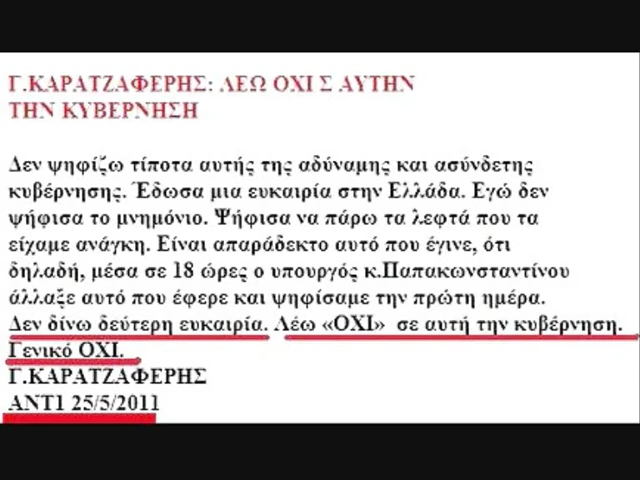 Γ.ΚΑΡΑΤΖΑΦΕΡΗΣ: ΛΕΩ ΟΧΙ Σ ΑΥΤΗΝ
ΤΗΝ ΚΥΒΕΡΝΗΣΗ
Δεν ψηφίζω τίποτα αυτής της αδύναμης και ασύνδετης
κυβέρνησης. Έδωσα μια ευκαιρία στην Ελλάδα. Εγώ δεν
ψήφισα το μνημόνιο. Ψήφισα να πάρω τα λεφτά που τα
είχαμε ανάγκη. Είναι απαράδεκτο αυτό που έγινε, ότι
δηλαδή, μέσα σε 18 ώρες ο υπουργός κ.Παπακωνσταντίνου
άλλαξε αυτό που έφερε και ψηφίσαμε την πρώτη ημέρα.
Δεν δίνω δεύτερη ευκαιρία. Λέω «ΟΧΙ» σε αυτή την κυβέρνηση.
Γενικό ΟΧΙ.
Γ.ΚΑΡΑΤΖΑΦΕΡΗΣ
ΑΝΤ1 25/5/2011